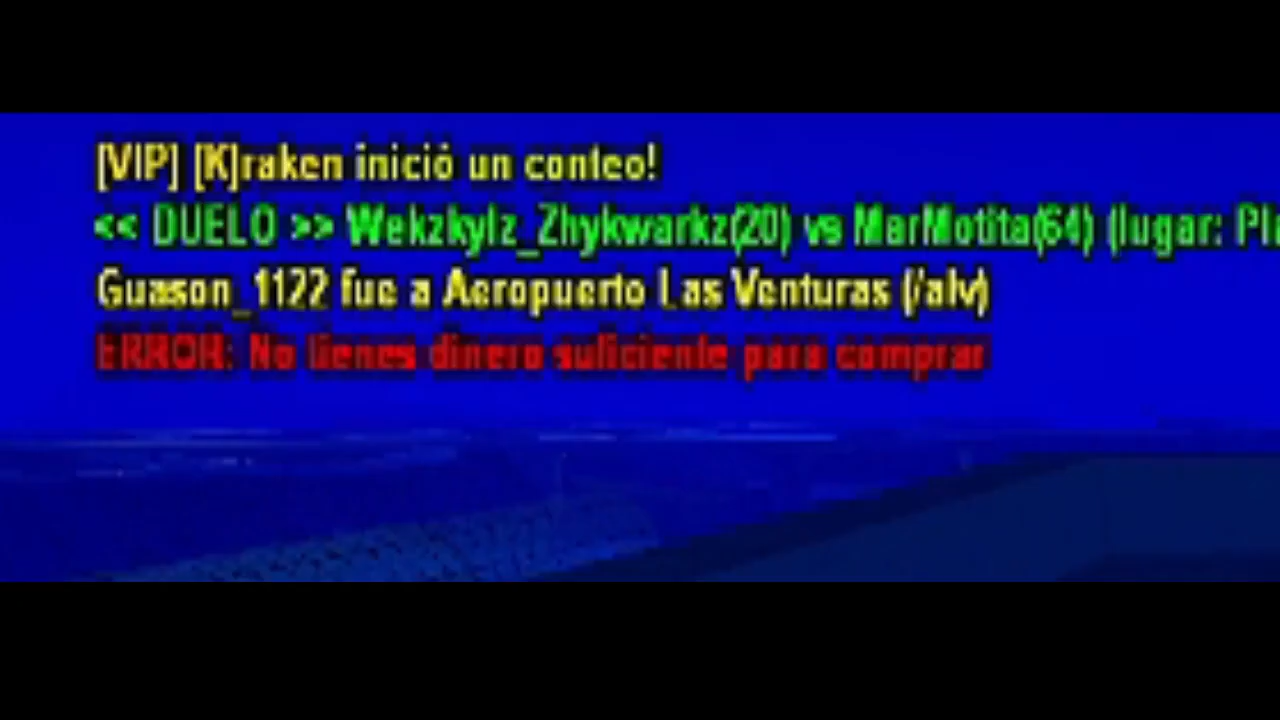 [VIP] [K]raken inició un conteo!
<< DUELO >> Wekzkylz_Zhykwarkz(20) vs MarMotita(64) (lugar:
Guason_1122 fue a Aeropuerto Las Venturas (/alv)
ERROR: No tienes dinero suficiente para comprar